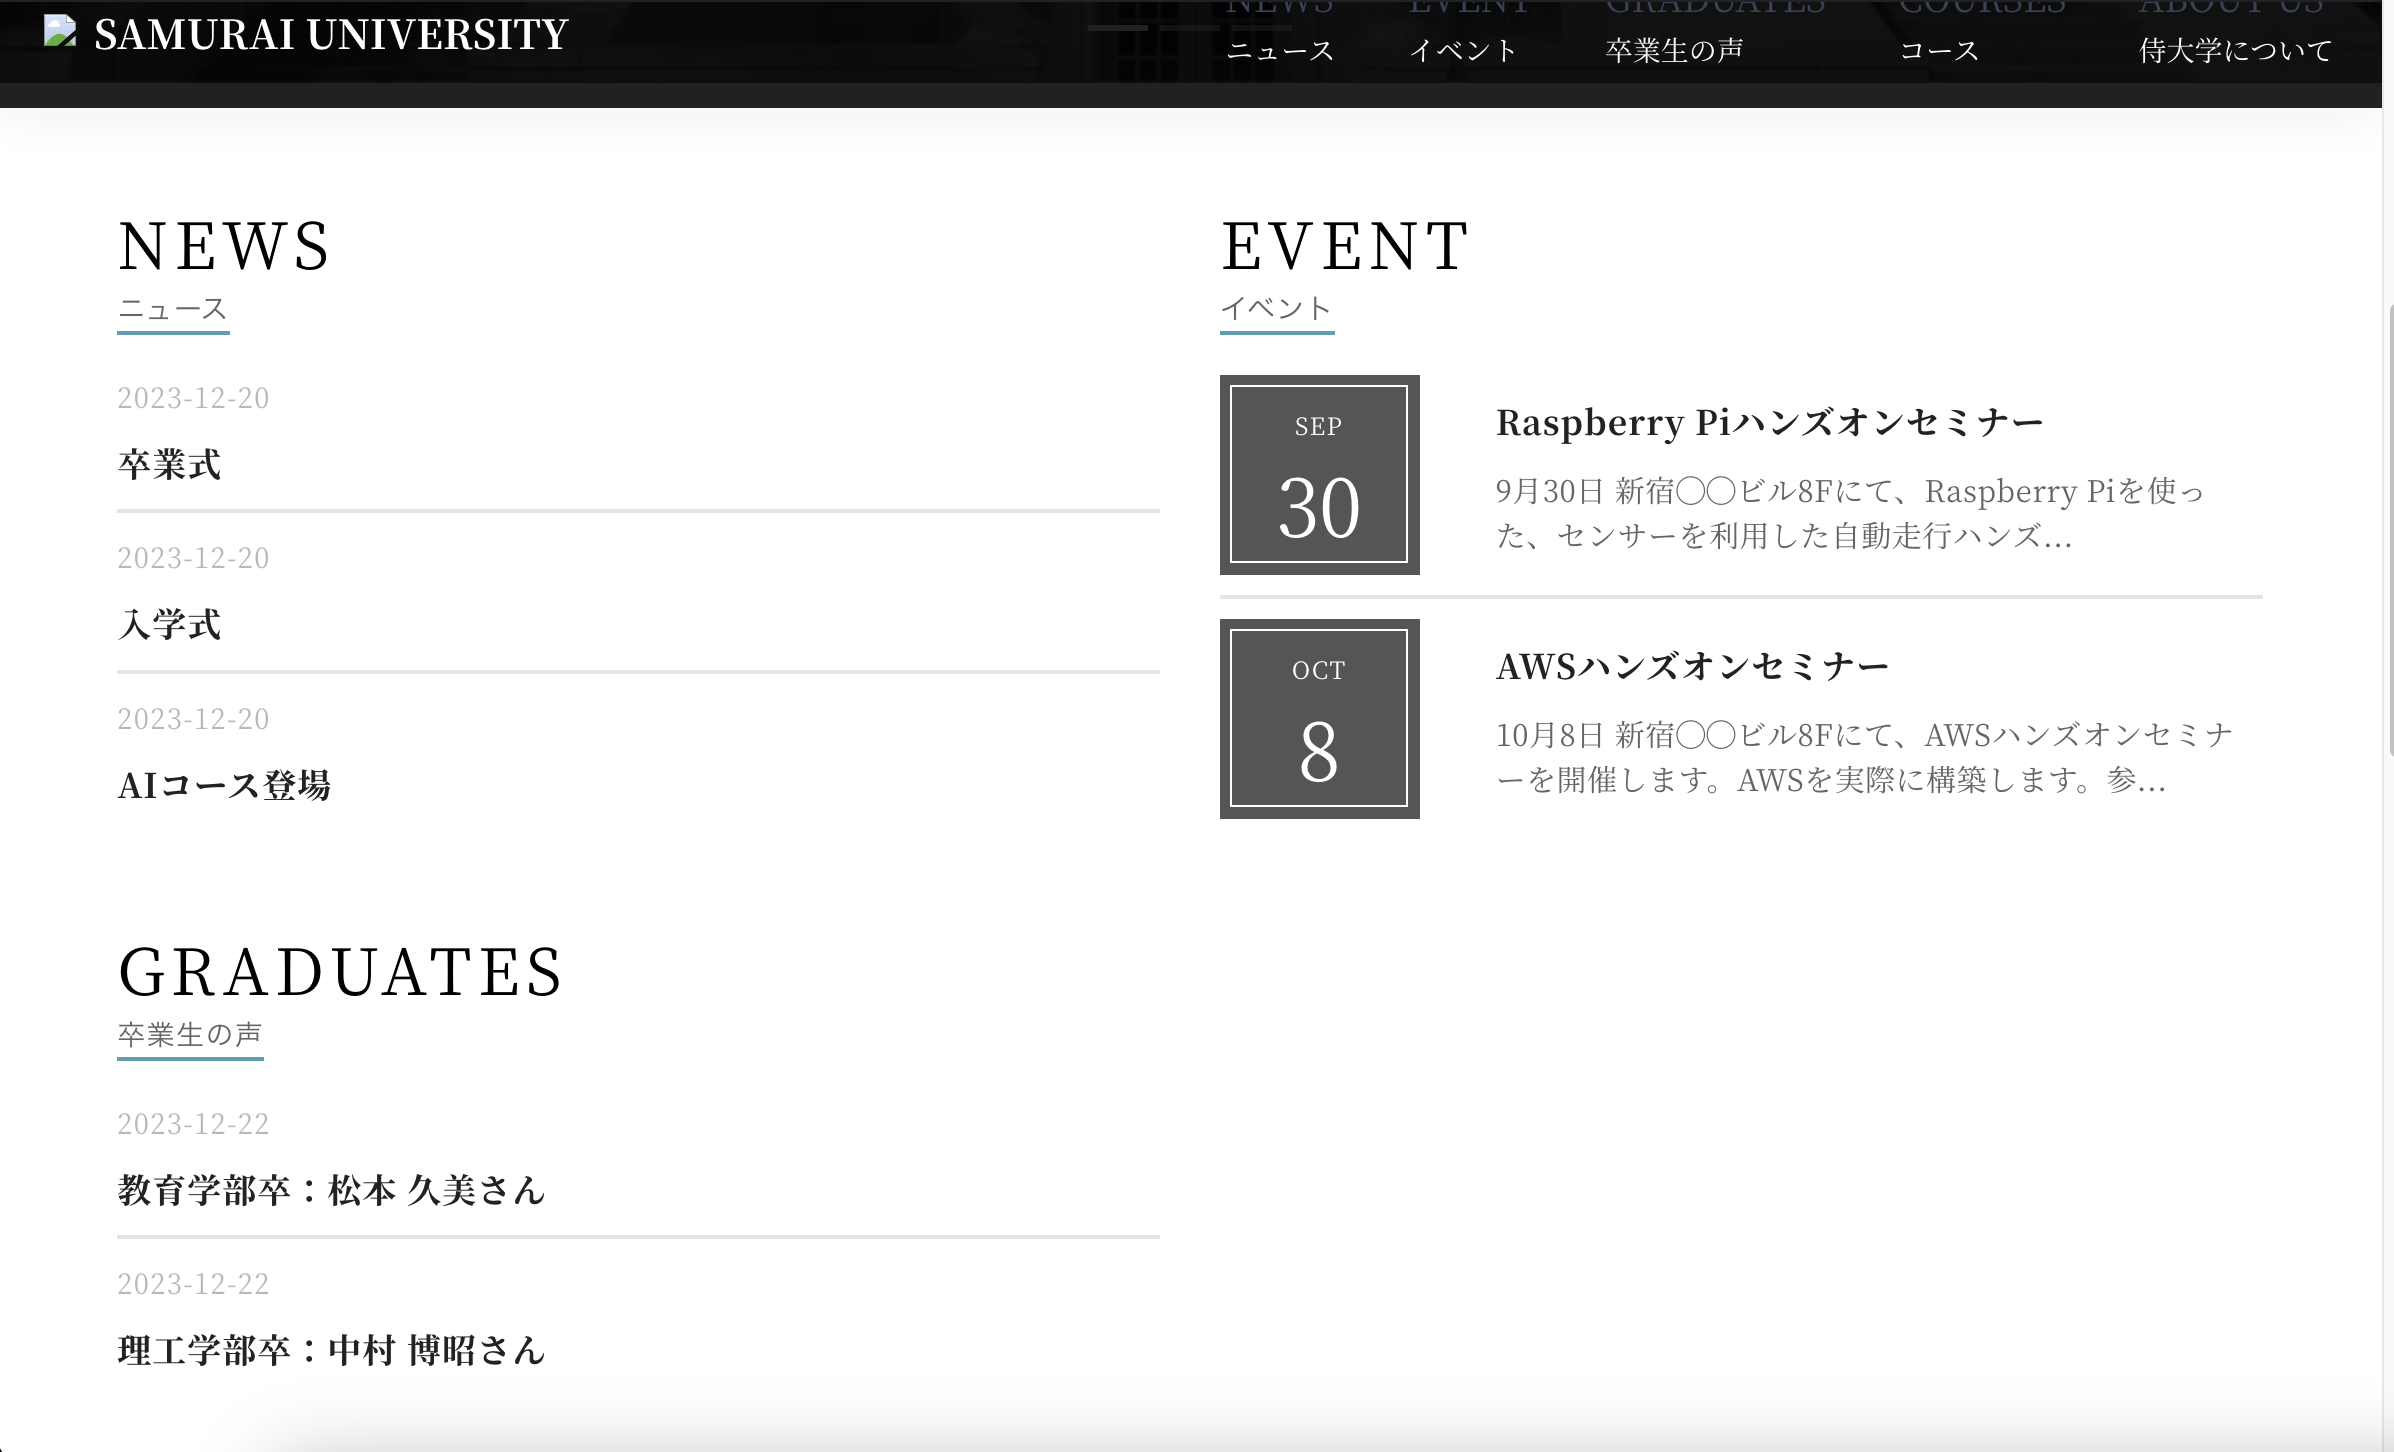 SAMURAI UNIVERSITY
NEWS
EVENT
GRADUATES
COURSES
ABOUT US
ニュース
イベント
卒業生の声
コース
侍大学について
NEWS
ニュース
2023-12-20
卒業式
2023-12-20
入学式
2023-12-20
AIコース登場
EVENT
イベント
SEP
30
Raspberry Piハンズオンセミナー
9月30日 新宿◯◯ビル8Fにて、Raspberry Piを使っ
た、センサーを利用した自動走行ハンズ...
OCT
8
AWSハンズオンセミナー
10月8日 新宿◯◯ビル8Fにて、AWSハンズオンセミナ
ーを開催します。AWSを実際に構築します。参...
GRADUATES
卒業生の声
2023-12-22
教育学部卒：松本 久美さん
2023-12-22
理工学部卒：中村 博昭さん